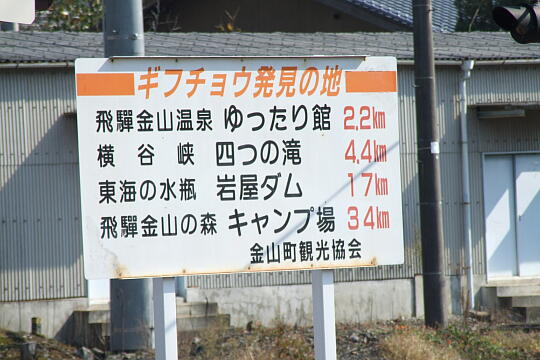 ギフチョウ発見の地
飛驒金山温泉 ゆったり館 2.2km
横谷峡 四つの滝 4.4km
東海の水瓶 岩屋ダム 17km
飛驒金山の森 キャンプ場 34km
金山町観光協会